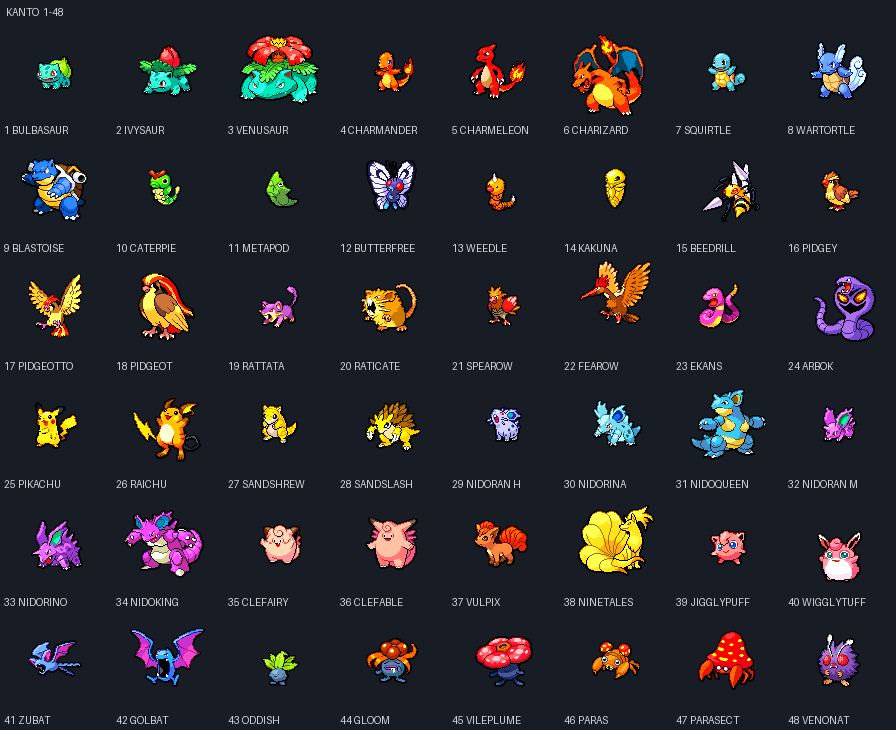 KANTO 1-48
1 BULBASAUR
2 IVYSAUR
3 VENUSAUR
4 CHARMANDER
5 CHARMELEON
6 CHARIZARD
7 SQUIRTLE
8 WARTORTLE
9 BLASTOISE
10 CATERPIE
11 METAPOD
12 BUTTERFREE
13 WEEDLE
14 KAKUNA
15 BEEDRILL
16 PIDGEY
17 PIDGEOTTO
18 PIDGEOT
19 RATTATA
20 RATICATE
21 SPEAROW
22 FEAROW
23 EKANS
24 ARBOK
25 PIKACHU
26 RAICHU
27 SANDSHREW
28 SANDSLASH
29 NIDORAN H
30 NIDORINA
31 NIDOQUEEN
32 NIDORAN M
33 NIDORINO
34 NIDOKING
35 CLEFAIRY
36 CLEFABLE
37 VULPIX
38 NINETALES
39 JIGGLYPUFF
40 WIGGLYTUFF
41 ZUBAT
42 GOLBAT
43 ODDISH
44 GLOOM
45 VILEPLUME
46 PARAS
47 PARASECT
48 VENONAT